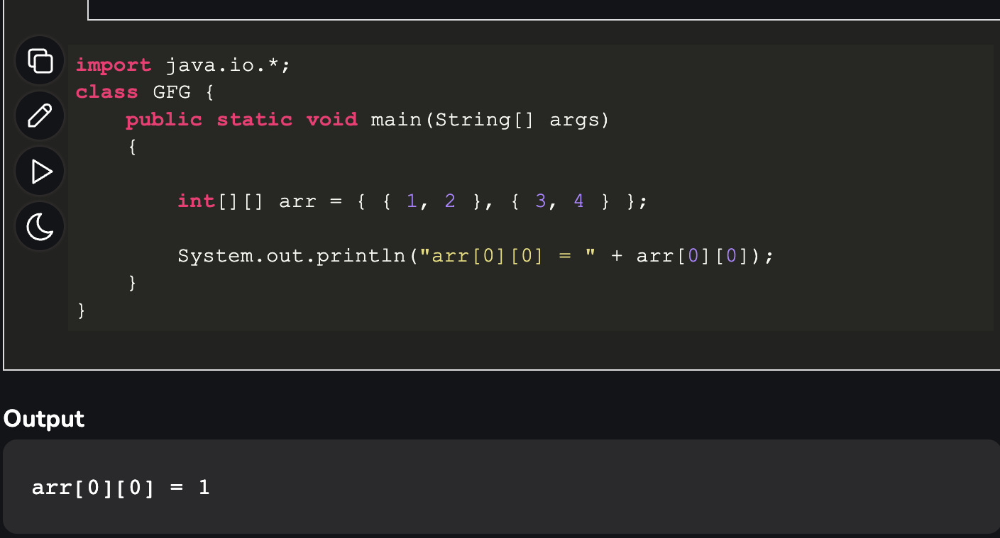 import java.io.*;
class GFG {
    public static void main(String[] args)
    {
        int[][] arr = { { 1, 2 }, { 3, 4 } };
        System.out.println("arr[0][0] = " + arr[0][0]);
    }
}
Output
arr[0][0] = 1